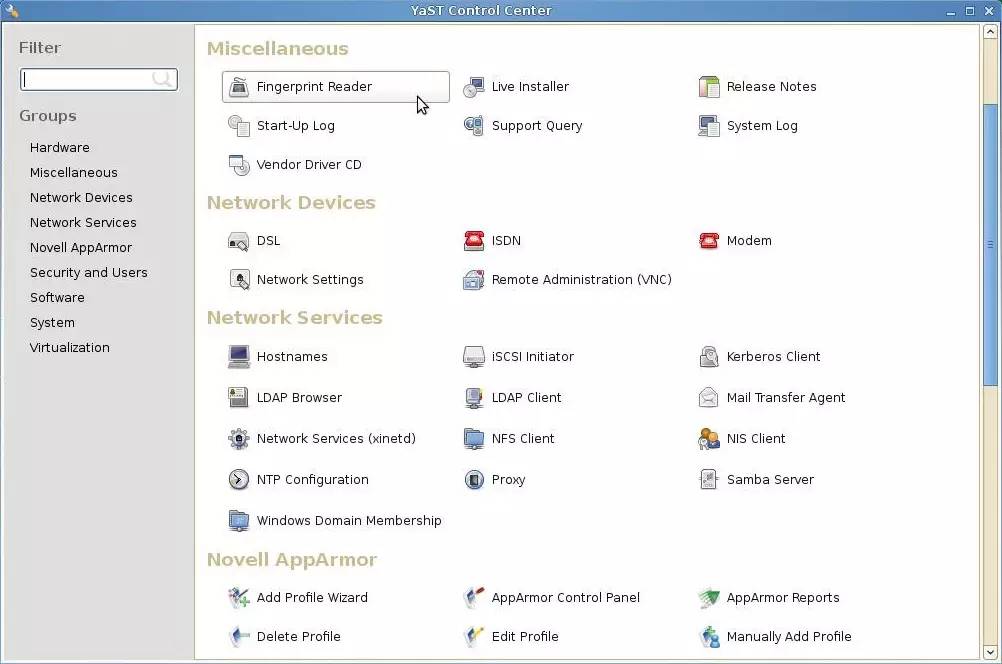 YaST Control Center
Filter
Groups
Hardware
Miscellaneous
Network Devices
Network Services
Novell AppArmor
Security and Users
Software
System
Virtualization
Miscellaneous
Fingerprint Reader Live Installer Release Notes
Start-Up Log Support Query System Log
Vendor Driver CD
Network Devices
DSL ISDN Modem
Network Settings Remote Administration (VNC)
Network Services
Hostnames iSCSI Initiator Kerberos Client
LDAP Browser LDAP Client Mail Transfer Agent
Network Services (xinetd) NFS Client NIS Client
NTP Configuration Proxy Samba Server
Windows Domain Membership
Novell AppArmor
Add Profile Wizard AppArmor Control Panel AppArmor Reports
Delete Profile Edit Profile Manually Add Profile